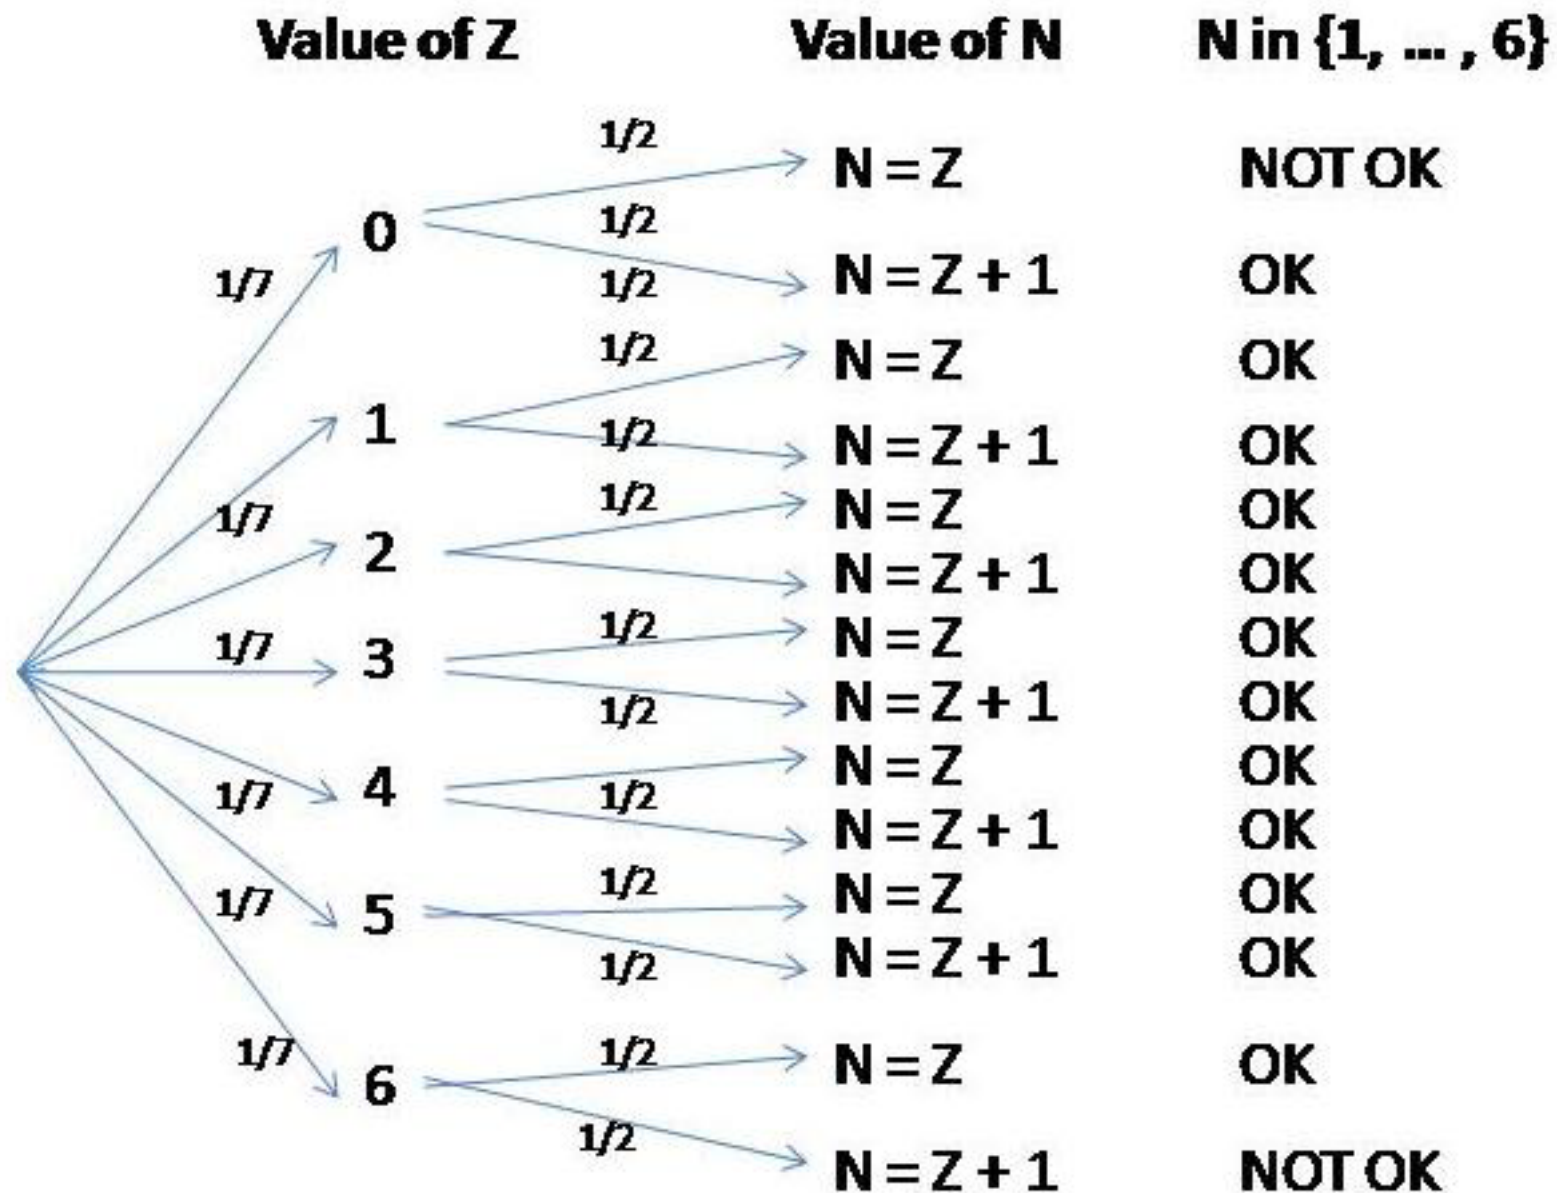 Value of Z Value of N N in {1, ... , 6}
1/2
N = Z NOT OK
0 1/2
1/7 1/2 N = Z + 1 OK
1/2 N = Z OK
1 1/2 N = Z + 1 OK
1/7 1/2 N = Z OK
2 N = Z + 1 OK
1/7 3 1/2 N = Z OK
1/2 N = Z + 1 OK
N = Z OK
1/7 4 1/2 N = Z + 1 OK
1/7 5 1/2 N = Z OK
1/2 N = Z + 1 OK
1/7 1/2 N = Z OK
6
1/2
N = Z + 1 NOT OK